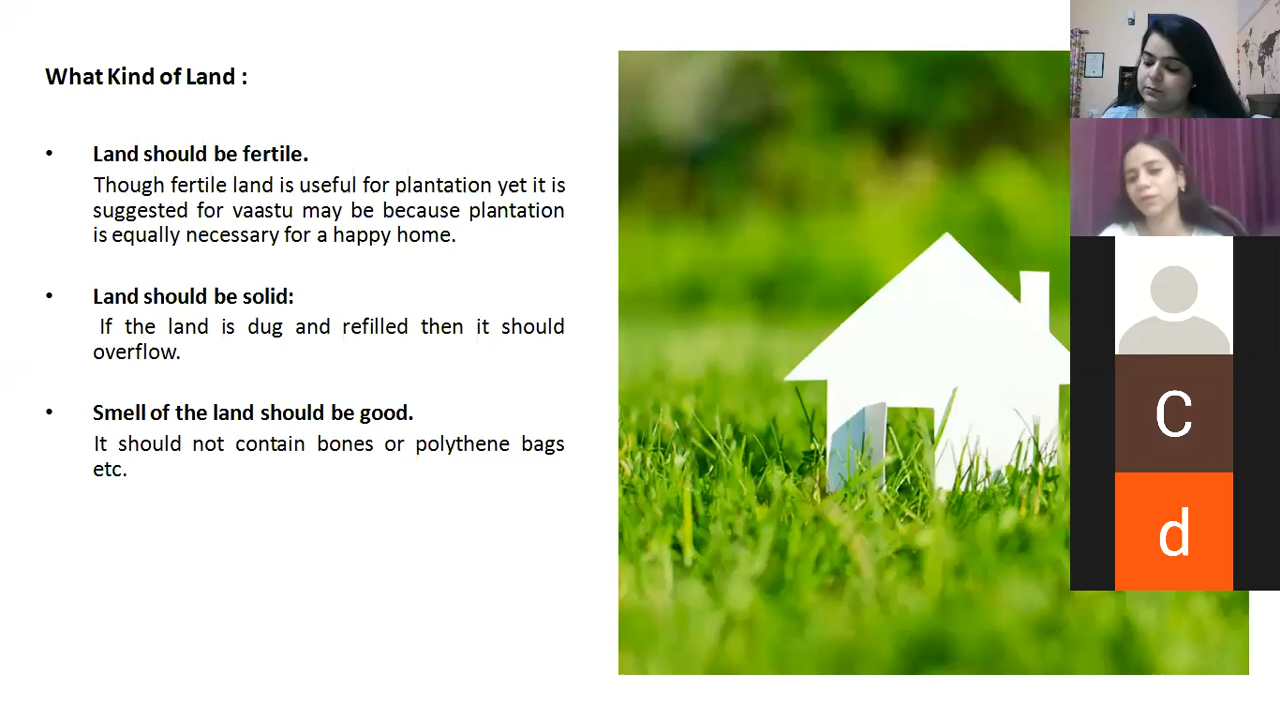 What Kind of Land :
• Land should be fertile.
Though fertile land is useful for plantation yet it is
suggested for vaastu may be because plantation
is equally necessary for a happy home.
• Land should be solid:
If the land is dug and refilled then it should
overflow.
• Smell of the land should be good.
It should not contain bones or polythene bags
etc.
C
d